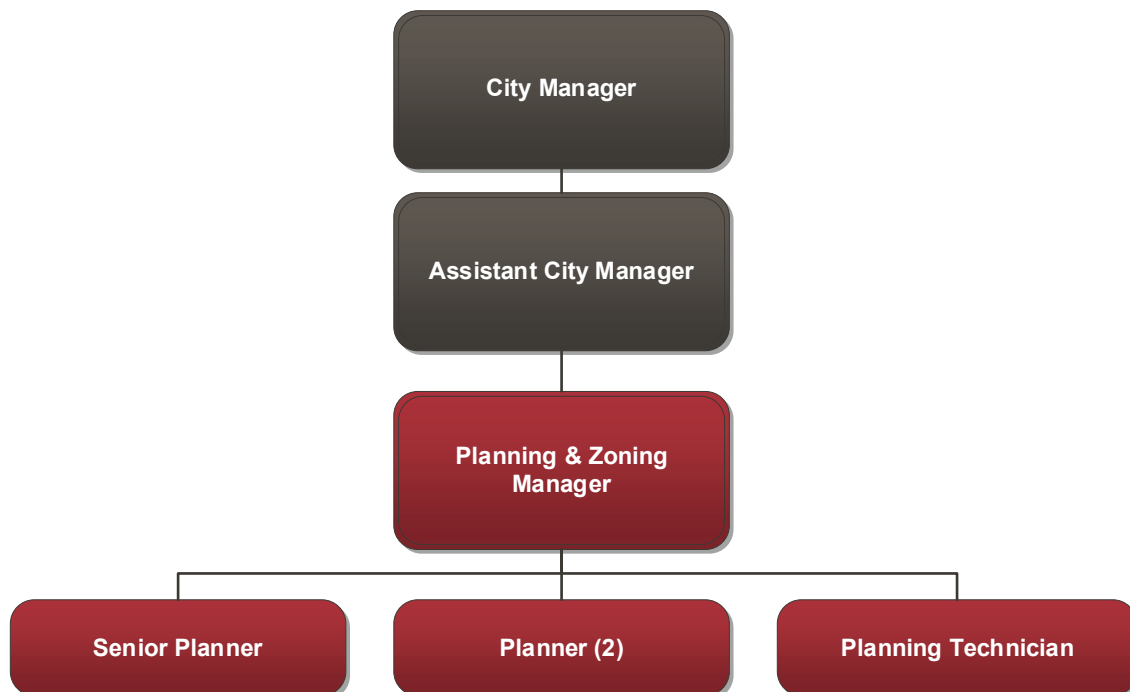 City Manager
Assistant City Manager
Planning & Zoning
Manager
Senior Planner
Planner (2)
Planning Technician